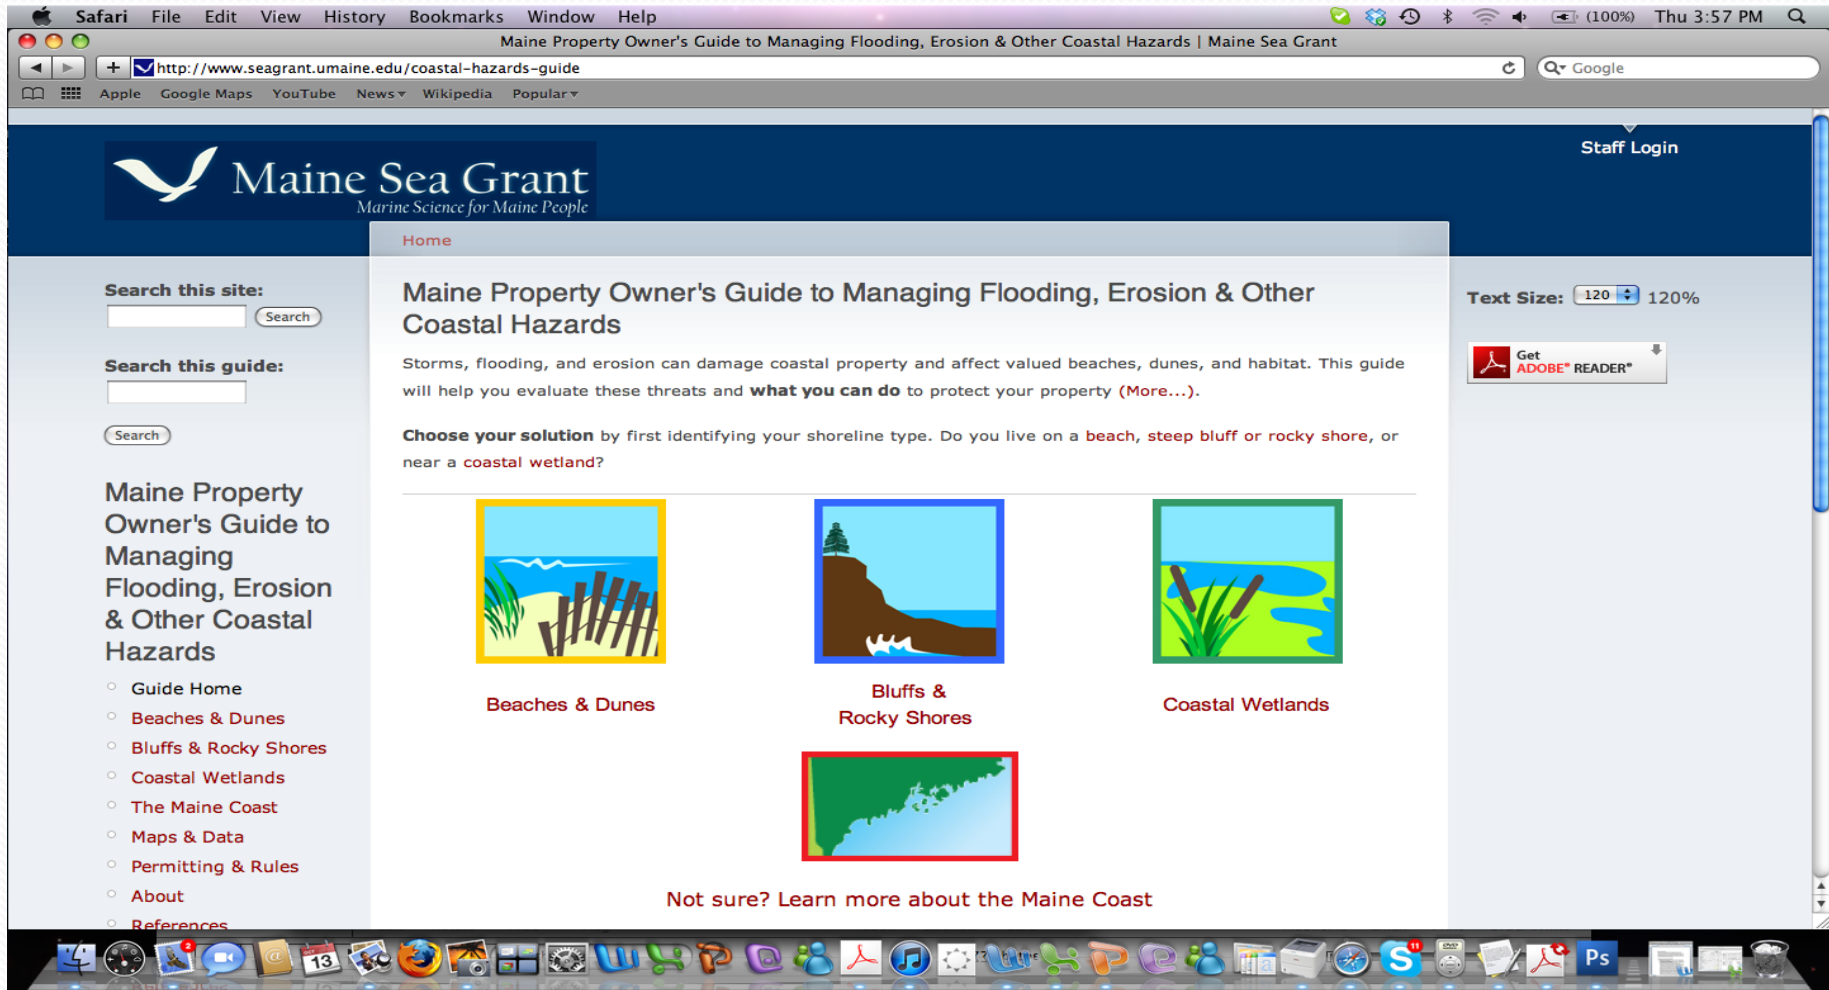 Safari File Edit View History Bookmarks Window Help (100%) Thu 3:57 PM
Maine Property Owner's Guide to Managing Flooding, Erosion & Other Coastal Hazards | Maine Sea Grant
http://www.seagrant.umaine.edu/coastal-hazards-guide
Google
Apple Google Maps YouTube News Wikipedia Popular
Staff Login
Maine Sea Grant
Marine Science for Maine People
Home
Search this site:
Search
Search this guide:
Search
Maine Property
Owner's Guide to
Managing
Flooding, Erosion
& Other Coastal
Hazards
Guide Home
Beaches & Dunes
Bluffs & Rocky Shores
Coastal Wetlands
The Maine Coast
Maps & Data
Permitting & Rules
About
References
Maine Property Owner's Guide to Managing Flooding, Erosion & Other
Coastal Hazards
Storms, flooding, and erosion can damage coastal property and affect valued beaches, dunes, and habitat. This guide
will help you evaluate these threats and what you can do to protect your property (More...).
Choose your solution by first identifying your shoreline type. Do you live on a beach, steep bluff or rocky shore, or
near a coastal wetland?
Beaches & Dunes
Bluffs &
Rocky Shores
Coastal Wetlands
Not sure? Learn more about the Maine Coast
Text Size: 120 120%
Get
ADOBE® READER®
2
13
11
Ps